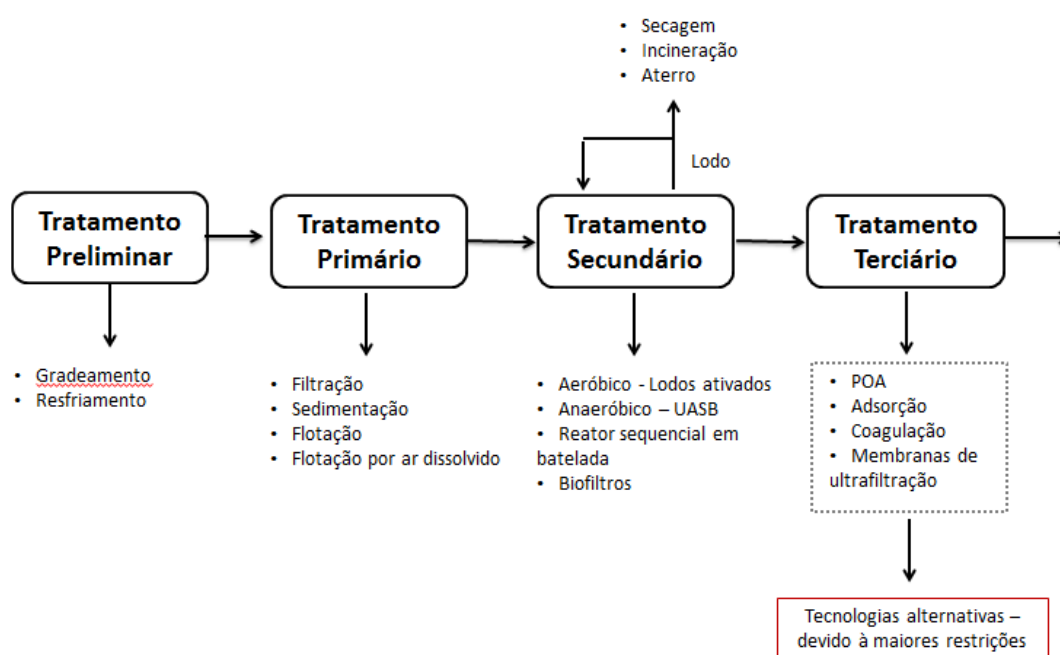 • Secagem
• Incineração
• Aterro
Lodo
Tratamento
Preliminar
Tratamento
Primário
Tratamento
Secundário
Tratamento
Terciário
• Gradeamento
• Resfriamento
• Filtração
• Sedimentação
• Flotação
• Flotação por ar dissolvido
• Aeróbico - Lodos ativados
• Anaeróbico – UASB
• Reator sequencial em
batelada
• Biofiltros
• POA
• Adsorção
• Coagulação
• Membranas de
ultrafiltração
Tecnologias alternativas –
devido à maiores restrições